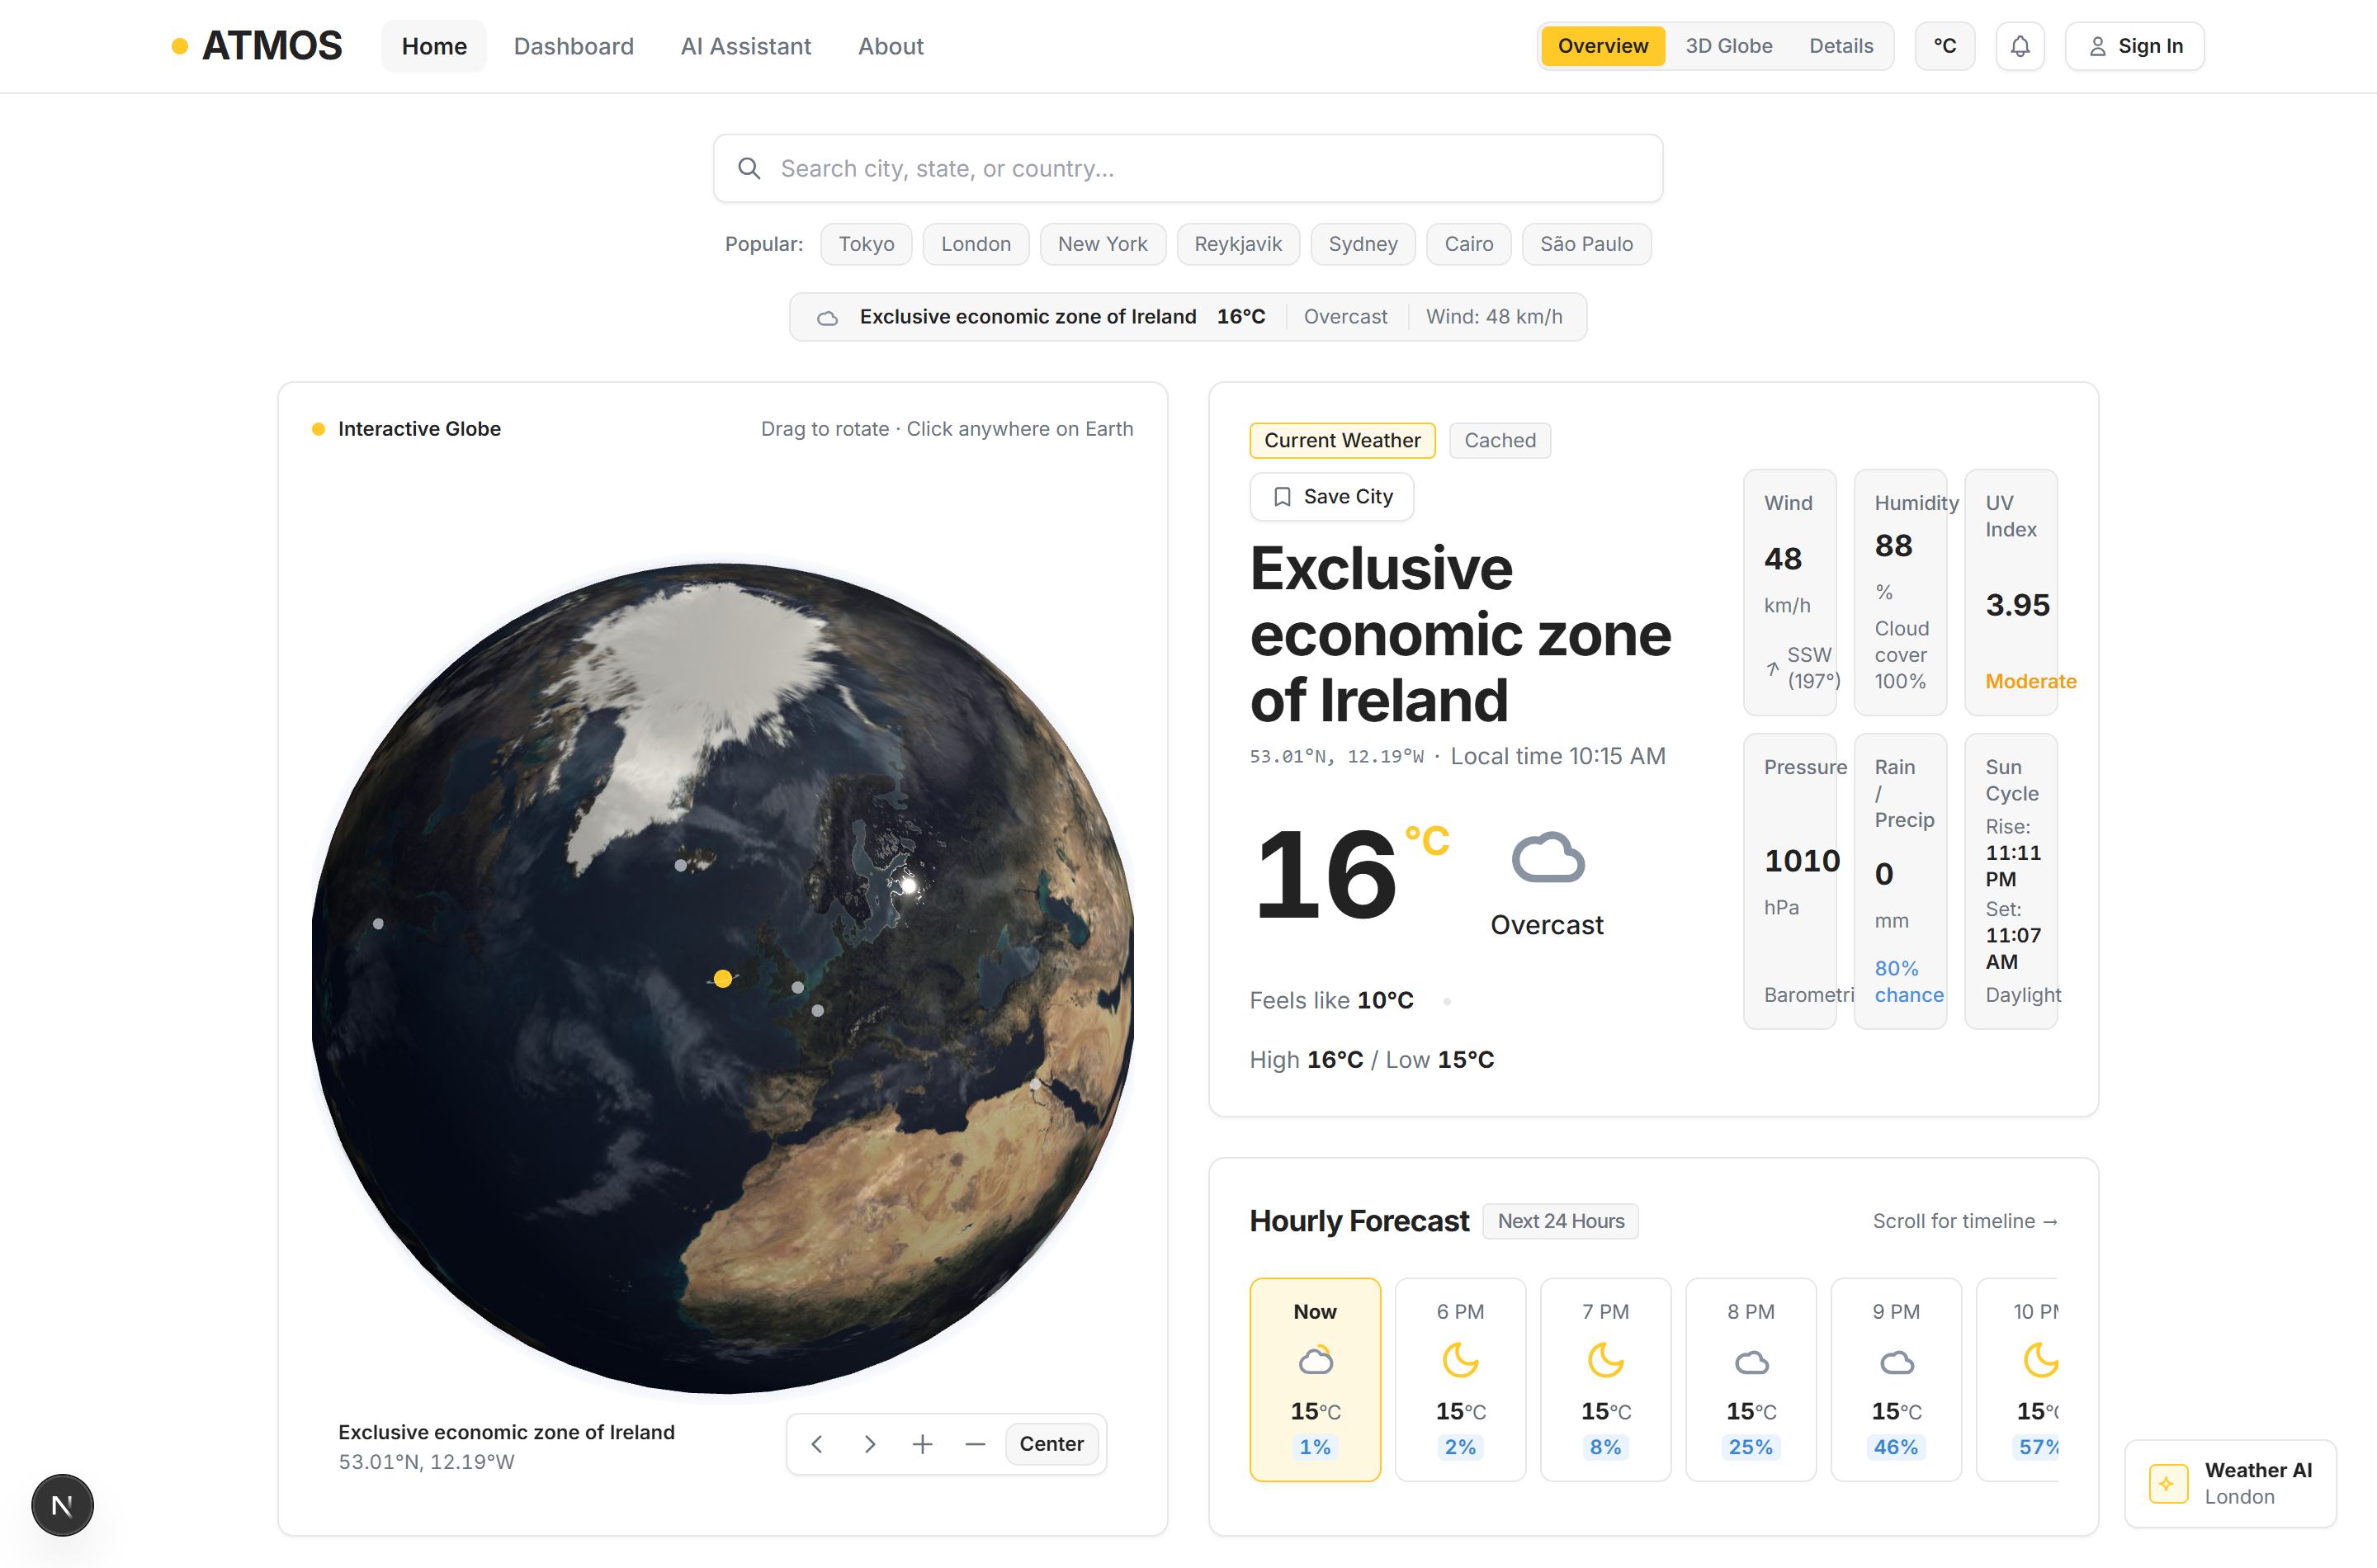 ATMOS
Home
Dashboard
AI Assistant
About
Overview
3D Globe
Details
°C
Sign In
Search city, state, or country...
Popular:
Tokyo
London
New York
Reykjavik
Sydney
Cairo
São Paulo
Exclusive economic zone of Ireland 16°C
Overcast
Wind: 48 km/h
Interactive Globe
Drag to rotate · Click anywhere on Earth
Exclusive economic zone of Ireland
53.01°N, 12.19°W
Center
Current Weather
Cached
Save City
Exclusive
economic zone
of Ireland
53.01°N, 12.19°W · Local time 10:15 AM
16°C
Overcast
Feels like 10°C
High 16°C / Low 15°C
Wind
48
km/h
SSW
(197°)
Humidity
88
%
Cloud
cover
100%
UV
Index
3.95
Moderate
Pressure
1010
hPa
Barometri
Rain
/
Precip
0
mm
80%
chance
Sun
Cycle
Rise:
11:11
PM
Set:
11:07
AM
Daylight
Hourly Forecast
Next 24 Hours
Scroll for timeline →
Now
15°C
1%
6 PM
15°C
2%
7 PM
15°C
8%
8 PM
15°C
25%
9 PM
15°C
46%
10 PM
15°C
57%
N
Weather AI
London